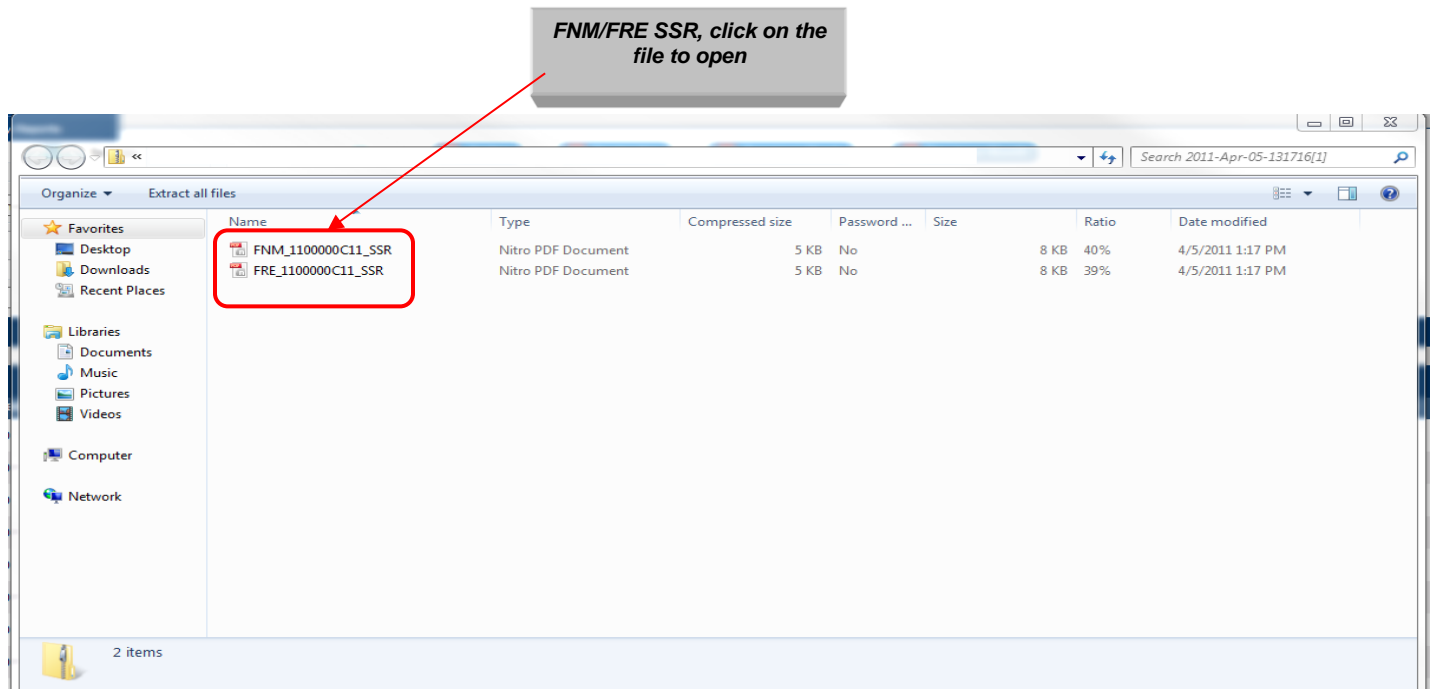 FNM/FRE SSR, click on the
file to open
«
Search 2011-Apr-05-131716[1]
Organize Extract all files
Favorites
Desktop
Downloads
Recent Places
Libraries
Documents
Music
Pictures
Videos
Computer
Network
Name Type Compressed size Password ... Size Ratio Date modified
FNM_1100000C11_SSR Nitro PDF Document 5 KB No 8 KB 40% 4/5/2011 1:17 PM
FRE_1100000C11_SSR Nitro PDF Document 5 KB No 8 KB 39% 4/5/2011 1:17 PM
2 items